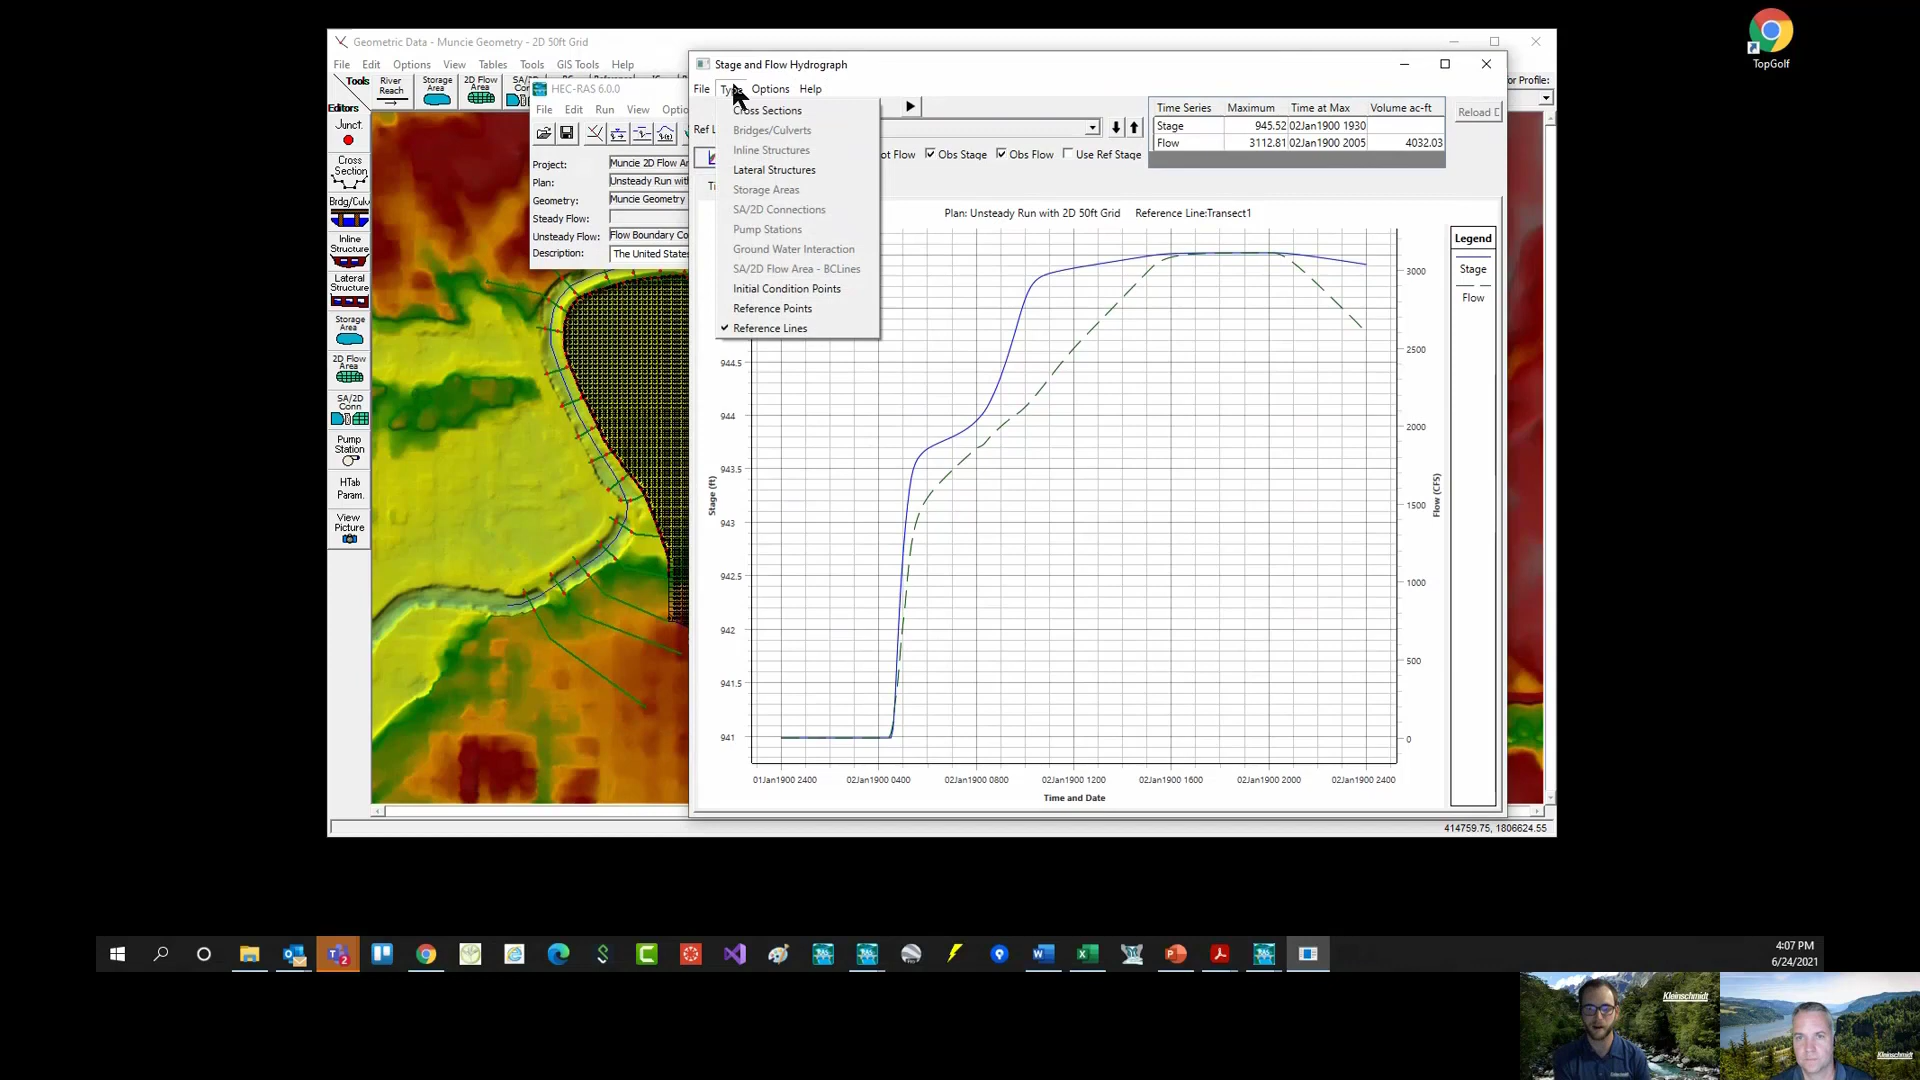 TopGolf
Geometric Data - Muncie Geometry - 2D 50ft Grid
File Edit Options View Tables Tools GIS Tools Help
Tools
Editors
River Reach
Storage Area
2D Flow Area
for Profile:
Junct.
Cross Section
Brdg/Culv
Inline Structure
Lateral Structure
Storage Area
2D Flow Area
SA/2D Conn
Pump Station
HTab Param.
View Picture
HEC-RAS 6.0.0
File Edit Run View
Project: Muncie 2D Flow
Plan: Unsteady Run
Geometry: Muncie Geometry
Steady Flow:
Unsteady Flow: Flow Boundary
Description: The United States
Stage and Flow Hydrograph
File Type Options Help
Cross Sections
Bridges/Culverts
Inline Structures
Lateral Structures
Storage Areas
SA/2D Connections
Pump Stations
Ground Water Interaction
SA/2D Flow Area - BCLines
Initial Condition Points
Reference Points
Reference Lines
Flow Obs Stage Obs Flow Use Ref Stage
Time Series Maximum Time at Max Volume ac-ft
Stage 945.52 02Jan1900 1930
Flow 3112.81 02Jan1900 2005 4032.03
Reload
Plan: Unsteady Run with 2D 50ft Grid Reference Line:Transect1
Legend
Stage
Flow
944.5
944
943.5
943
942.5
942
941.5
941
Stage (ft)
3000
2500
2000
1500
1000
500
0
Flow (CFS)
01Jan1900 2400 02Jan1900 0400 02Jan1900 0800 02Jan1900 1200 02Jan1900 1600 02Jan1900 2000 02Jan1900 2400
Time and Date
414759.75, 1806624.55
4:07 PM
6/24/2021
Kleinschmidt
Kleinschmidt